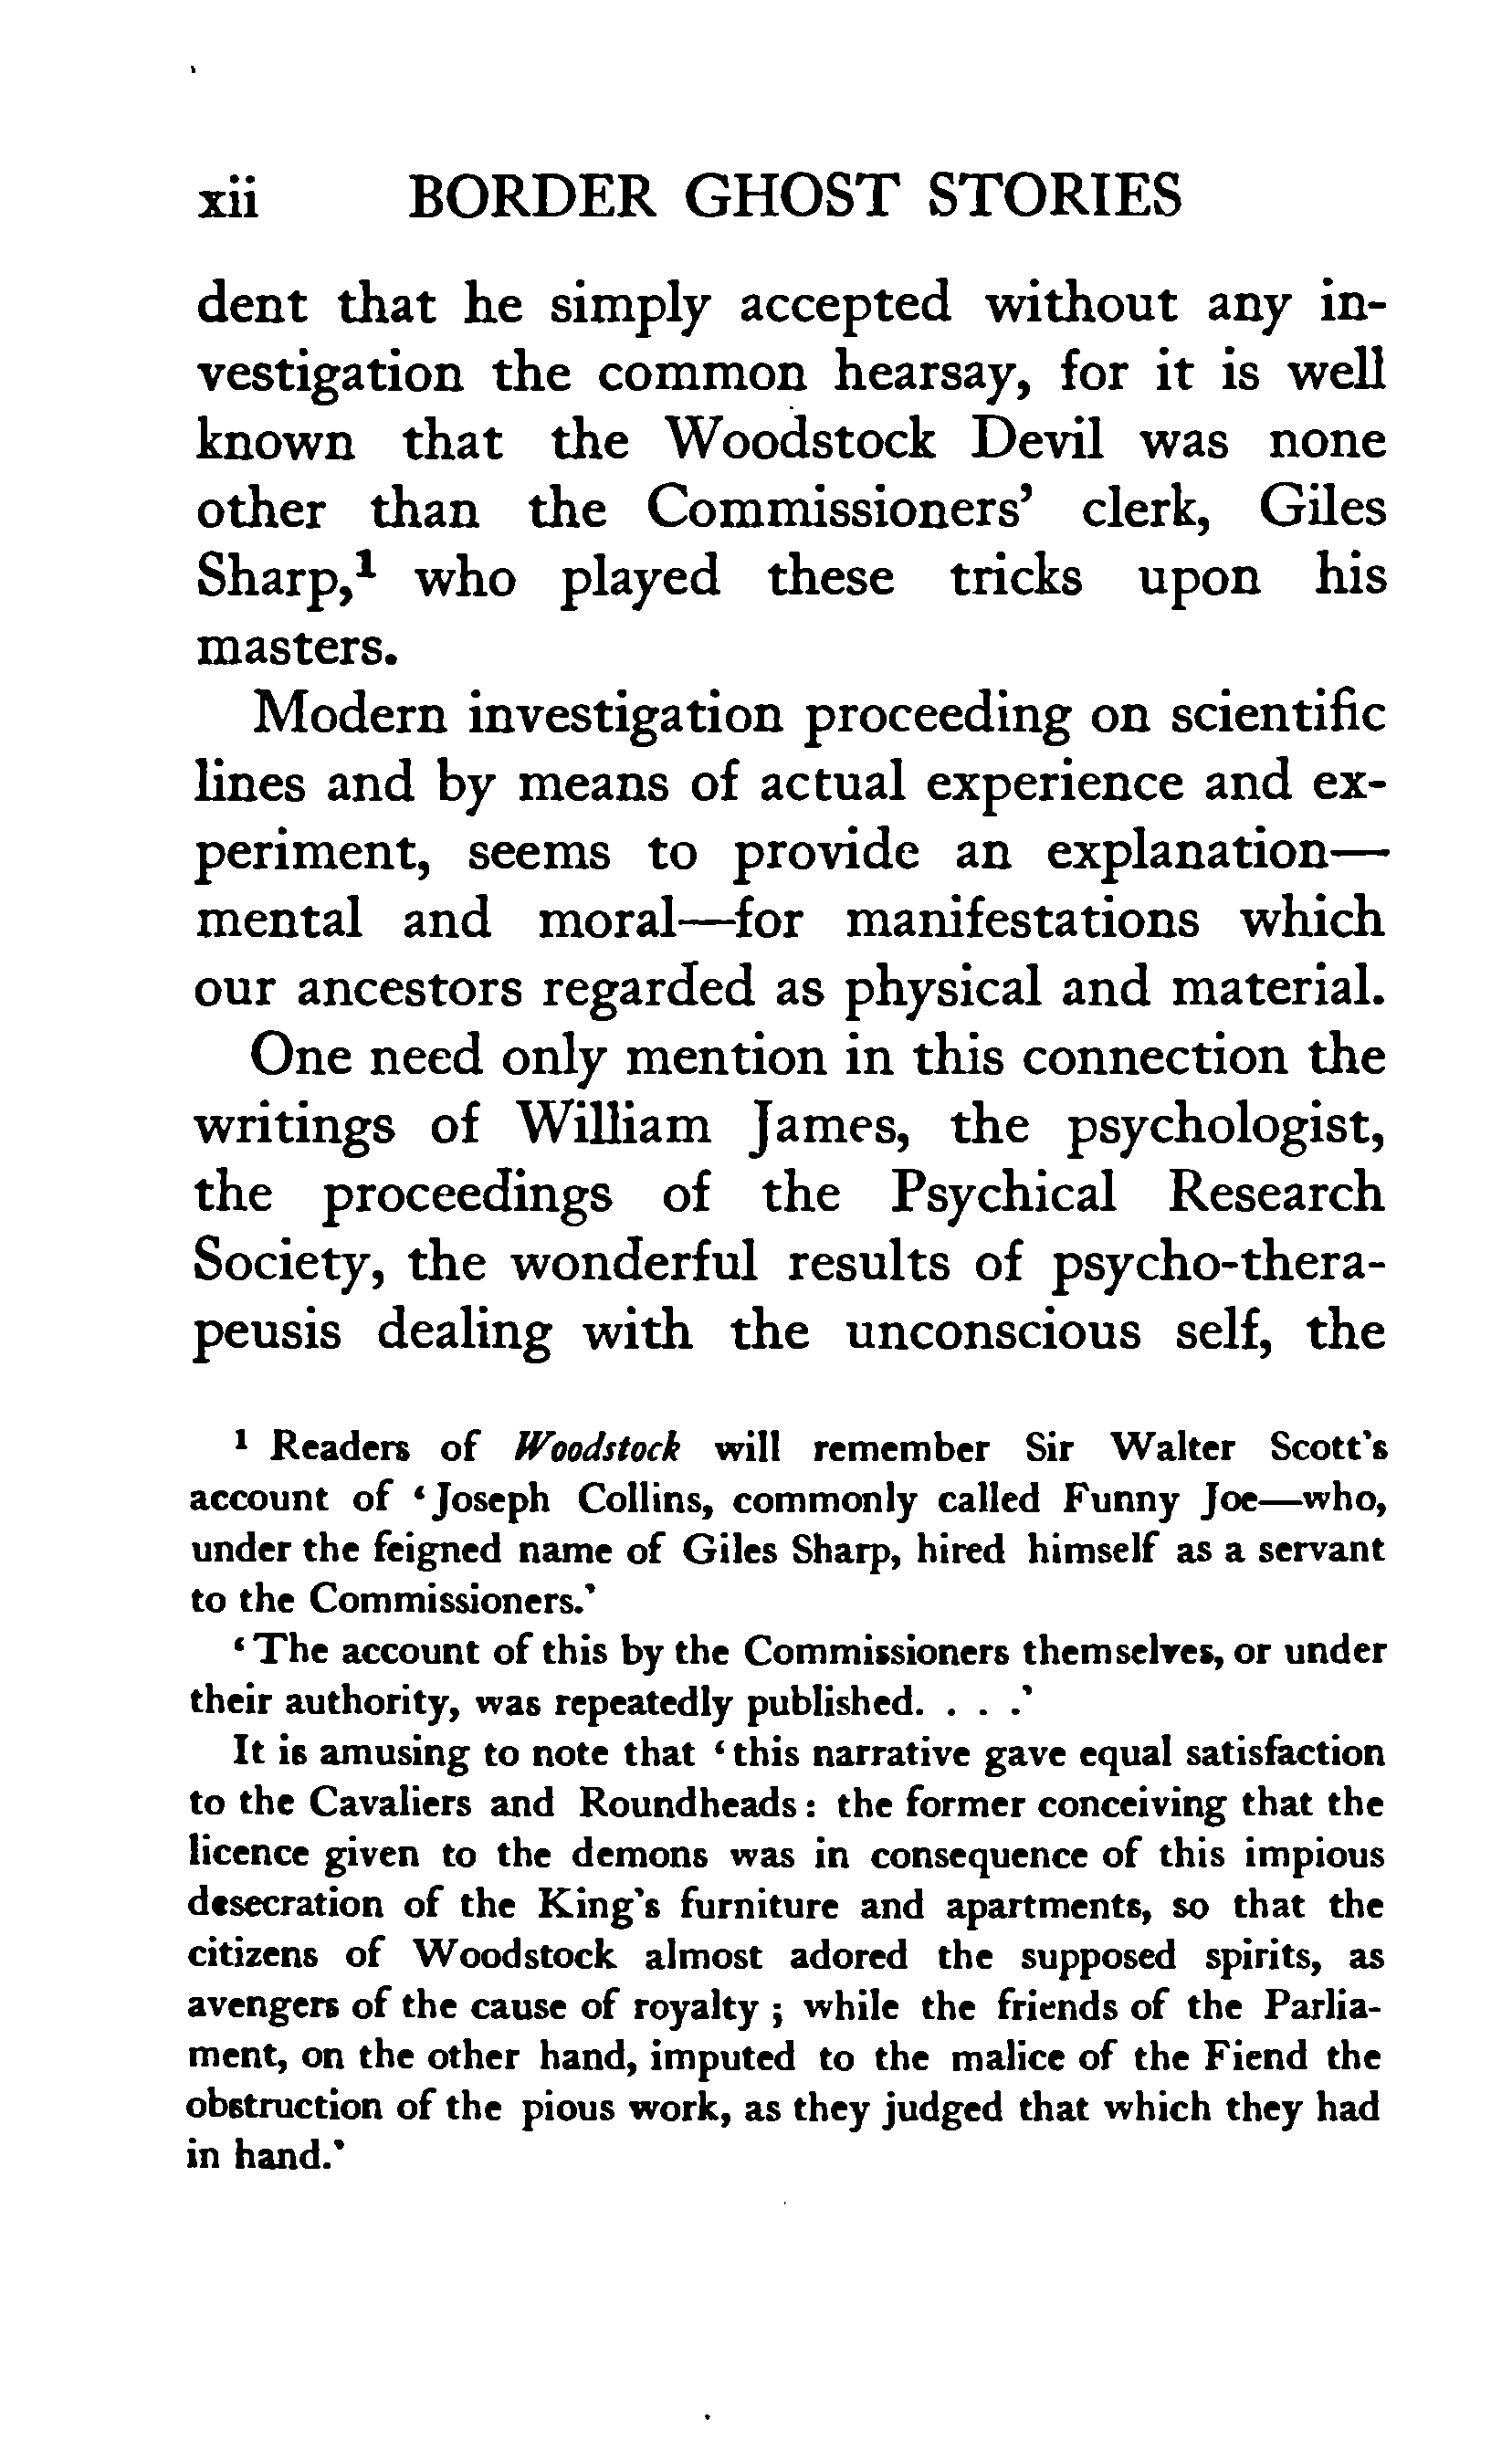 xii BORDER GHOST STORIES
dent that he simply accepted without any in-
vestigation the common hearsay, for it is well
known that the Woodstock Devil was none
other than the Commissioners’ clerk, Giles
Sharp,¹ who played these tricks upon his
masters.
Modern investigation proceeding on scientific
lines and by means of actual experience and ex-
periment, seems to provide an explanation—
mental and moral—for manifestations which
our ancestors regarded as physical and material.
One need only mention in this connection the
writings of William James, the psychologist,
the proceedings of the Psychical Research
Society, the wonderful results of psycho-thera-
peusis dealing with the unconscious self, the
¹ Readers of Woodstock will remember Sir Walter Scott's
account of ‘Joseph Collins, commonly called Funny Joe—who,
under the feigned name of Giles Sharp, hired himself as a servant
to the Commissioners.’
‘The account of this by the Commissioners themselves, or under
their authority, was repeatedly published. . . .’
It is amusing to note that ‘this narrative gave equal satisfaction
to the Cavaliers and Roundheads: the former conceiving that the
licence given to the demons was in consequence of this impious
desecration of the King's furniture and apartments, so that the
citizens of Woodstock almost adored the supposed spirits, as
avengers of the cause of royalty; while the friends of the Parlia-
ment, on the other hand, imputed to the malice of the Fiend the
obstruction of the pious work, as they judged that which they had
in hand.’